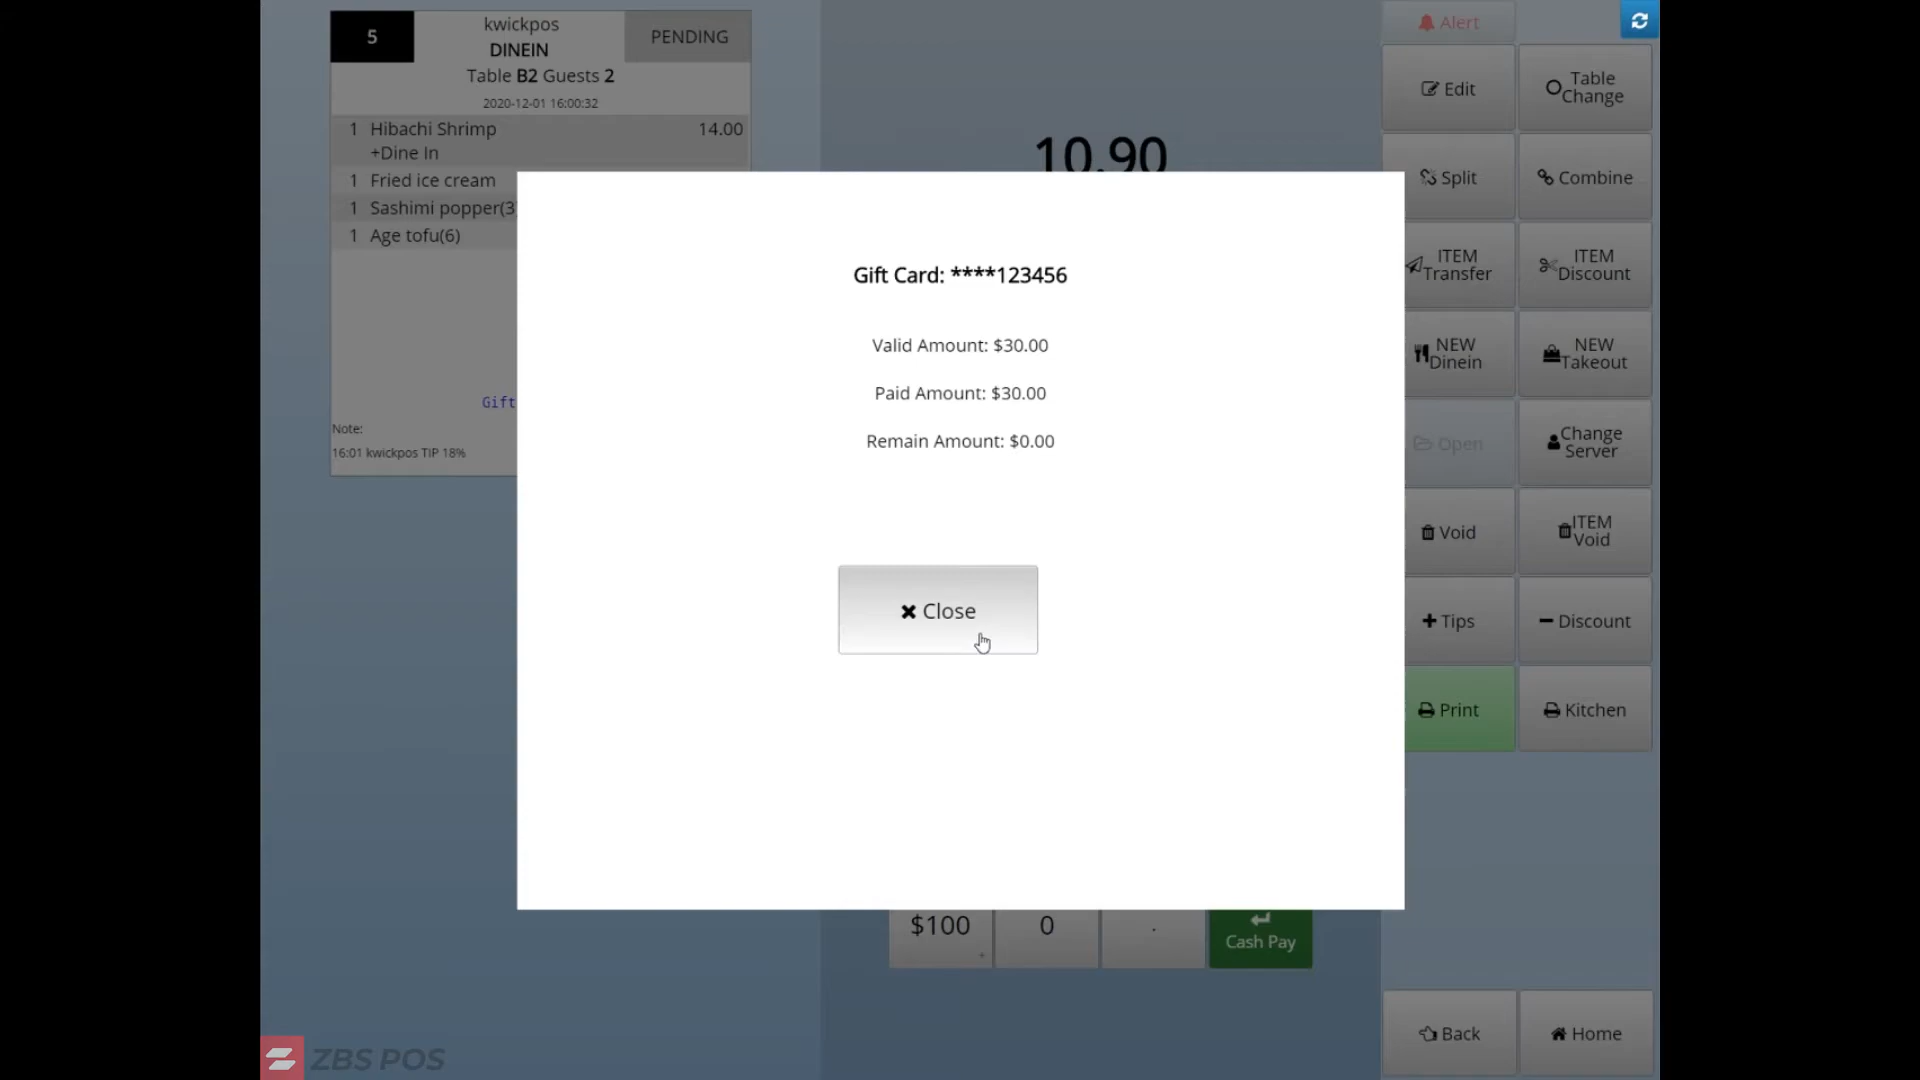 5
kwickpos
DINEIN
PENDING
Table B2 Guests 2
2020-12-01 16:00:32
1 Hibachi Shrimp 14.00
+Dine In
1 Fried ice cream
1 Sashimi popper(3
1 Age tofu(6)
Gift
Note:
16:01 kwickpos TIP 18%
10.90
Gift Card: ****123456
Valid Amount: $30.00
Paid Amount: $30.00
Remain Amount: $0.00
Close
$100
0
.
Cash Pay
Alert
Edit
Table
Change
Split
Combine
ITEM
Transfer
ITEM
Discount
NEW
Dinein
NEW
Takeout
Open
Change
Server
Void
ITEM
Void
Tips
Discount
Print
Kitchen
Back
Home
ZBS POS